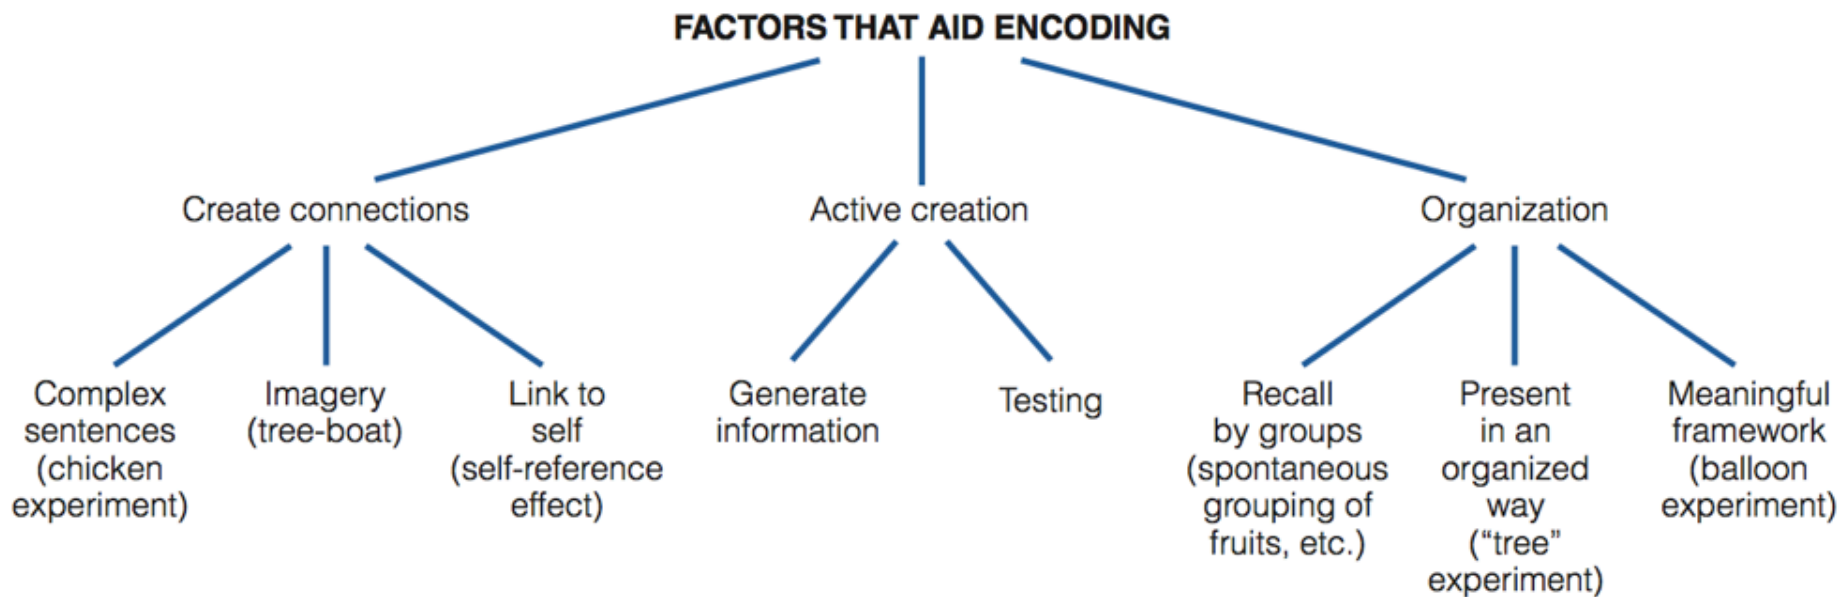 FACTORS THAT AID ENCODING
Create connections
Active creation
Organization
Complex
sentences
(chicken
experiment)
Imagery
(tree-boat)
Link to
self
(self-reference
effect)
Generate
information
Testing
Recall
by groups
(spontaneous
grouping of
fruits, etc.)
Present
in an
organized
way
(“tree”
experiment)
Meaningful
framework
(balloon
experiment)